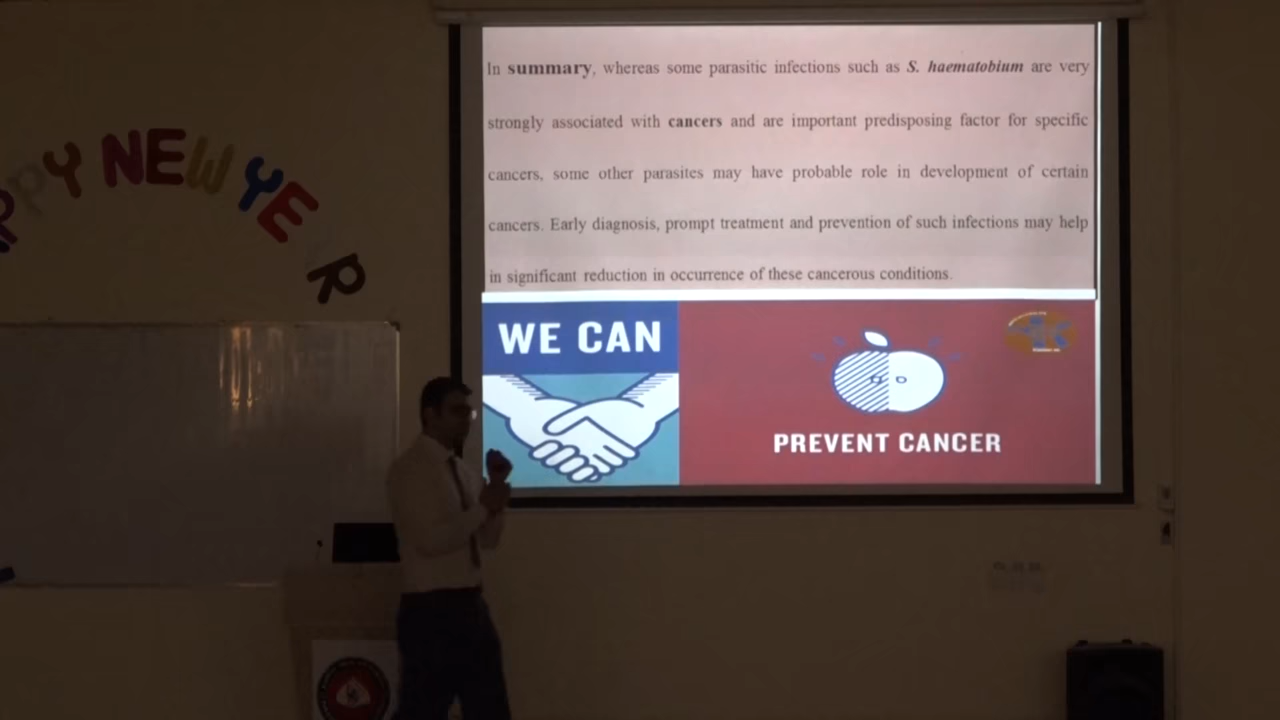 In summary, whereas some parasitic infections such as S. haematobium are very
strongly associated with cancers and are important predisposing factor for specific
cancers, some other parasites may have probable role in development of certain
cancers. Early diagnosis, prompt treatment and prevention of such infections may help
in significant reduction in occurrence of these cancerous conditions.
WE CAN
PREVENT CANCER
PPY NEW YE R